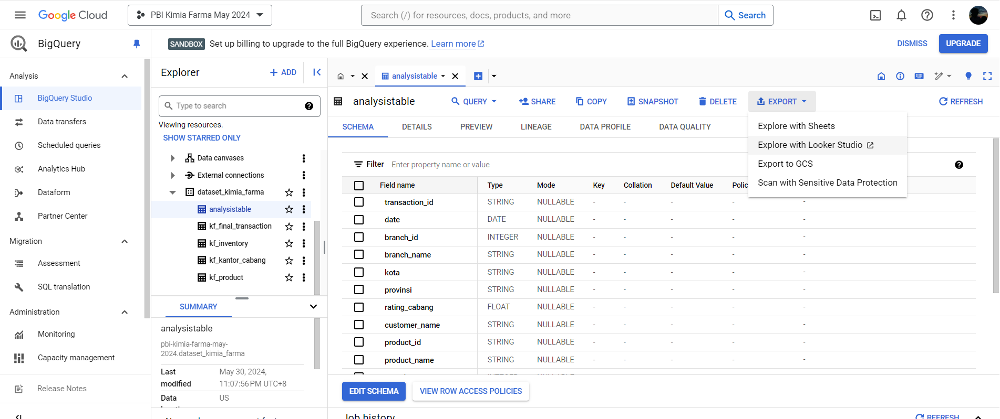 Google Cloud
PBI Kimia Farma May 2024
Search (/) for resources, docs, products, and more
Search
BigQuery
SANDBOX Set up billing to upgrade to the full BigQuery experience. Learn more
DISMISS
UPGRADE
Analysis
BigQuery Studio
Data transfers
Scheduled queries
Analytics Hub
Dataform
Partner Center
Migration
Assessment
SQL translation
Administration
Monitoring
Capacity management
Release Notes
Explorer
+ ADD
Type to search
Viewing resources.
SHOW STARRED ONLY
Data canvases
External connections
dataset_kimia_farma
analysistable
kf_final_transaction
kf_inventory
kf_kantor_cabang
kf_product
SUMMARY
analysistable
pbi-kimia-farma-may-
2024.dataset_kimia_farma
Last modified May 30, 2024, 11:07:56 PM UTC+8
Data US
analysistable
analysistable
QUERY
SHARE
COPY
SNAPSHOT
DELETE
EXPORT
REFRESH
Explore with Sheets
Explore with Looker Studio
Export to GCS
Scan with Sensitive Data Protection
SCHEMA DETAILS PREVIEW LINEAGE DATA PROFILE DATA QUALITY
Filter Enter property name or value
Field name Type Mode Key Collation Default Value Polic
transaction_id STRING NULLABLE - - - - -
date DATE NULLABLE - - - - -
branch_id INTEGER NULLABLE - - - - -
branch_name STRING NULLABLE - - - - -
kota STRING NULLABLE - - - - -
provinsi STRING NULLABLE - - - - -
rating_cabang FLOAT NULLABLE - - - - -
customer_name STRING NULLABLE - - - - -
product_id STRING NULLABLE - - - - -
product_name STRING NULLABLE - - - - -
EDIT SCHEMA
VIEW ROW ACCESS POLICIES
Job history
REFRESH